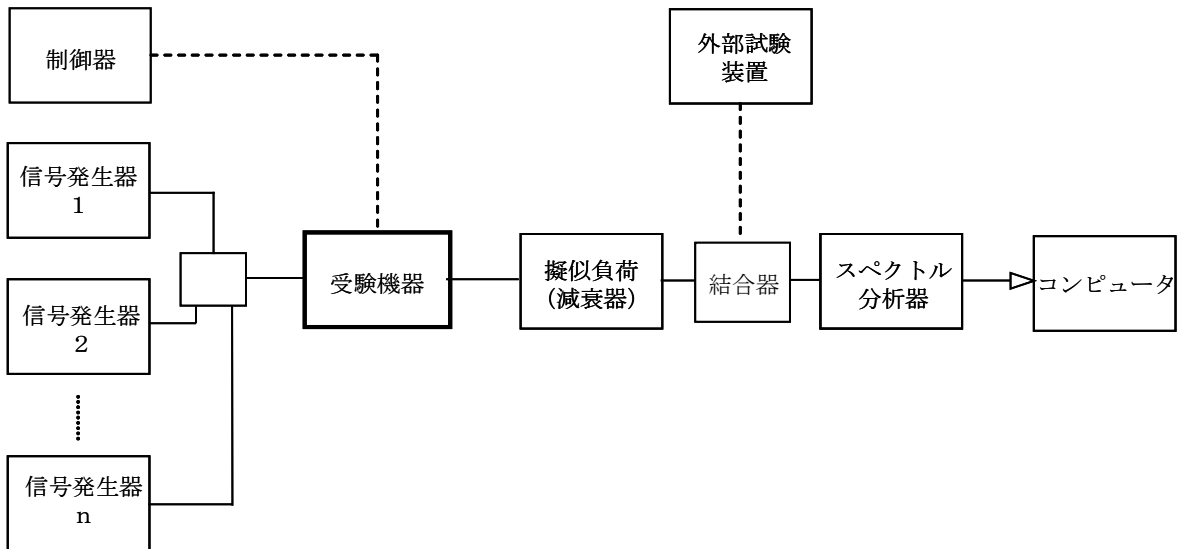 制御器
外部試験
装置
信号発生器
1
信号発生器
2
信号発生器
n
受験機器
擬似負荷
(減衰器)
結合器
スペクトル
分析器
コンピュータ